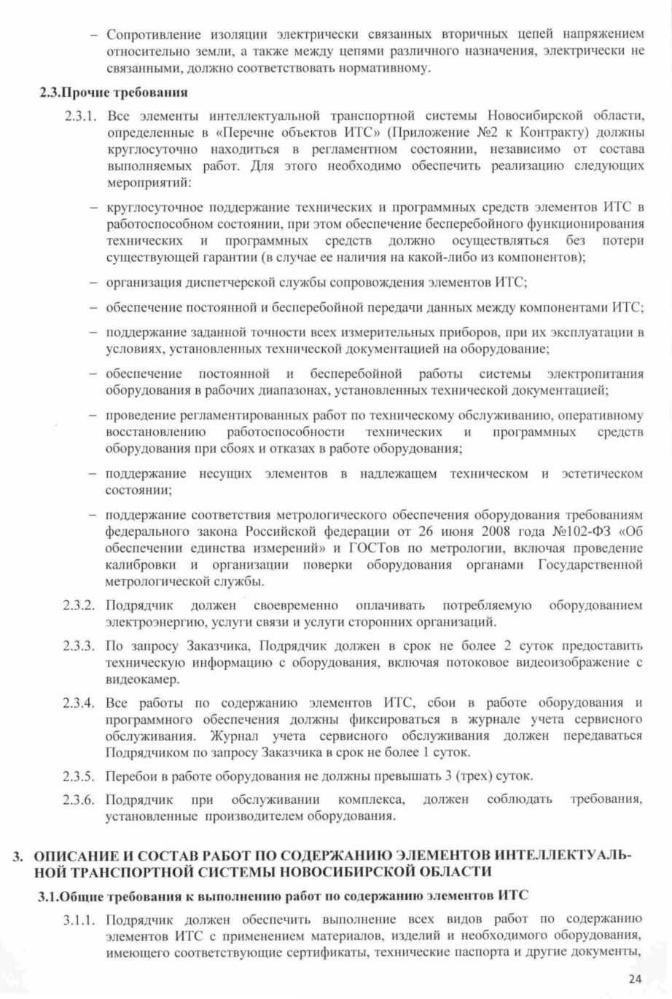 – Сопротивление изоляции электрически связанных вторичных цепей напряжением
относительно земли, а также между цепями различного назначения, электрически не
связанными, должно соответствовать нормативному.
2.3.Прочие требования
2.3.1. Все элементы интеллектуальной транспортной системы Новосибирской области,
определенные в «Перечне объектов ИТС» (Приложение №2 к Контракту) должны
круглосуточно находиться в регламентном состоянии, независимо от состава
выполняемых работ. Для этого необходимо обеспечить реализацию следующих
мероприятий:
– круглосуточное поддержание технических и программных средств элементов ИТС в
работоспособном состоянии, при этом обеспечение бесперебойного функционирования
технических и программных средств должно осуществляться без потери
существующей гарантии (в случае ее наличия на какой-либо из компонентов);
– организация диспетчерской службы сопровождения элементов ИТС;
– обеспечение постоянной и бесперебойной передачи данных между компонентами ИТС;
– поддержание заданной точности всех измерительных приборов, при их эксплуатации в
условиях, установленных технической документацией на оборудование;
– обеспечение постоянной и бесперебойной работы системы электропитания
оборудования в рабочих диапазонах, установленных технической документацией;
– проведение регламентированных работ по техническому обслуживанию, оперативному
восстановлению работоспособности технических и программных средств
оборудования при сбоях и отказах в работе оборудования;
– поддержание несущих элементов в надлежащем техническом и эстетическом
состоянии;
– поддержание соответствия метрологического обеспечения оборудования требованиям
федерального закона Российской федерации от 26 июня 2008 года №102-ФЗ «Об
обеспечении единства измерений» и ГОСТов по метрологии, включая проведение
калибровки и организации поверки оборудования органами Государственной
метрологической службы.
2.3.2. Подрядчик должен своевременно оплачивать потребляемую оборудованием
электроэнергию, услуги связи и услуги сторонних организаций.
2.3.3. По запросу Заказчика, Подрядчик должен в срок не более 2 суток предоставить
техническую информацию с оборудования, включая потоковое видеоизображение с
видеокамер.
2.3.4. Все работы по содержанию элементов ИТС, сбои в работе оборудования и
программного обеспечения должны фиксироваться в журнале учета сервисного
обслуживания. Журнал учета сервисного обслуживания должен передаваться
Подрядчиком по запросу Заказчика в срок не более 1 суток.
2.3.5. Перебои в работе оборудования не должны превышать 3 (трех) суток.
2.3.6. Подрядчик при обслуживании комплекса, должен соблюдать требования,
установленные производителем оборудования.
3. ОПИСАНИЕ И СОСТАВ РАБОТ ПО СОДЕРЖАНИЮ ЭЛЕМЕНТОВ ИНТЕЛЛЕКТУАЛЬ-
НОЙ ТРАНСПОРТНОЙ СИСТЕМЫ НОВОСИБИРСКОЙ ОБЛАСТИ
3.1.Общие требования к выполнению работ по содержанию элементов ИТС
3.1.1. Подрядчик должен обеспечить выполнение всех видов работ по содержанию
элементов ИТС с применением материалов, изделий и необходимого оборудования,
имеющего соответствующие сертификаты, технические паспорта и другие документы,
24